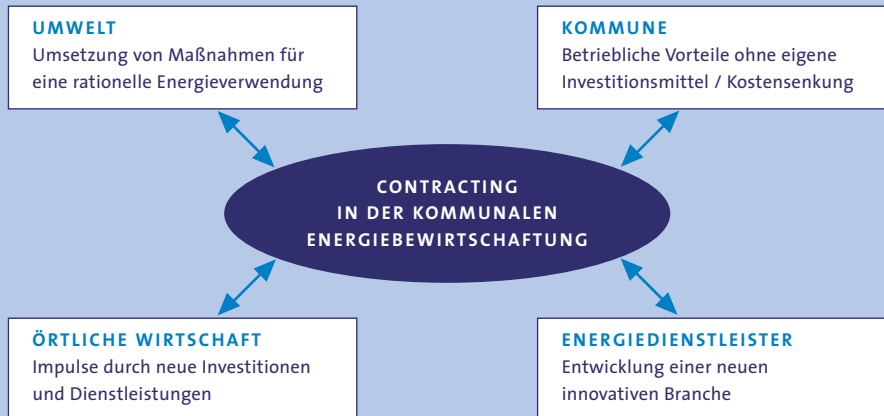 UMWELT
Umsetzung von Maßnahmen für
eine rationelle Energieverwendung
KOMMUNE
Betriebliche Vorteile ohne eigene
Investitionsmittel / Kostensenkung
CONTRACTING
IN DER KOMMUNALEN
ENERGIEBEWIRTSCHAFTUNG
ÖRTLICHE WIRTSCHAFT
Impulse durch neue Investitionen
und Dienstleistungen
ENERGIEDIENSTLEISTER
Entwicklung einer neuen
innovativen Branche